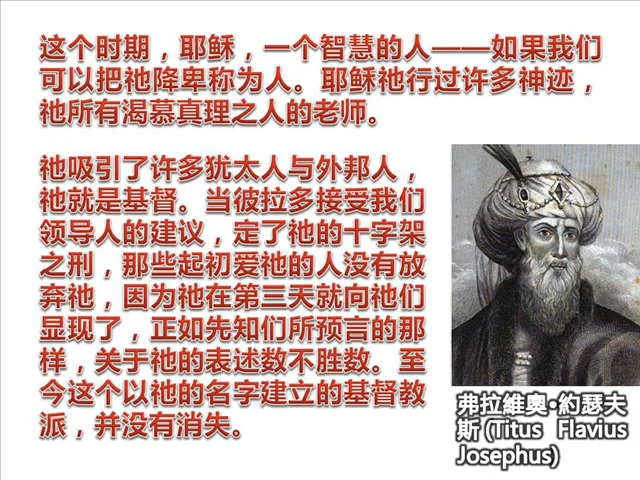 这个时期，耶稣，一个智慧的人——如果我们
可以把祂降卑称为人。耶稣祂行过许多神迹，
祂所有渴慕真理之人的老师。
祂吸引了许多犹太人与外邦人，
祂就是基督。当彼拉多接受我们
领导人的建议，定了祂的十字架
之刑，那些起初爱祂的人没有放
弃祂，因为祂在第三天就向祂们
显现了，正如先知们所预言的那
样，关于祂的表述数不胜数。至
今这个以祂的名字建立的基督教
派，并没有消失。
弗拉維奧·約瑟夫
斯 (Titus Flavius
Josephus)